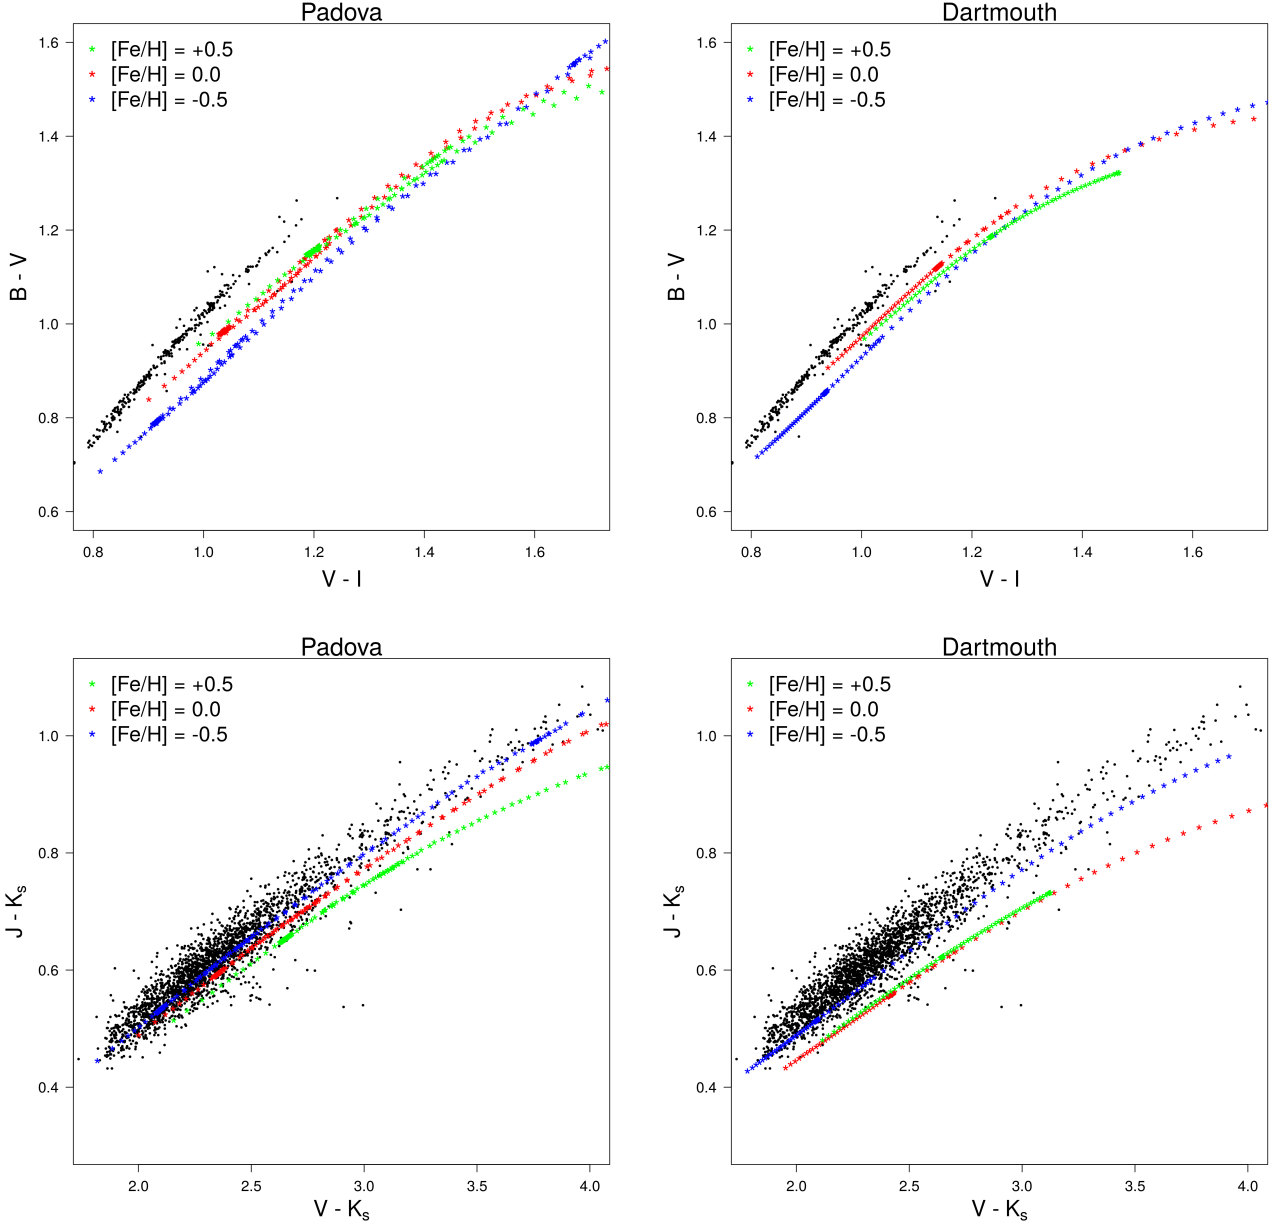 Padova
[Fe/H] = +0.5
[Fe/H] = 0.0
[Fe/H] = -0.5
1.6
1.4
1.2
1.0
0.8
0.6
B - V
0.8 1.0 1.2 1.4 1.6
V - I
Dartmouth
[Fe/H] = +0.5
[Fe/H] = 0.0
[Fe/H] = -0.5
1.6
1.4
1.2
1.0
0.8
0.6
B - V
0.8 1.0 1.2 1.4 1.6
V - I
Padova
[Fe/H] = +0.5
[Fe/H] = 0.0
[Fe/H] = -0.5
1.0
0.8
0.6
0.4
J - Ks
2.0 2.5 3.0 3.5 4.0
V - Ks
Dartmouth
[Fe/H] = +0.5
[Fe/H] = 0.0
[Fe/H] = -0.5
1.0
0.8
0.6
0.4
J - Ks
2.0 2.5 3.0 3.5 4.0
V - Ks